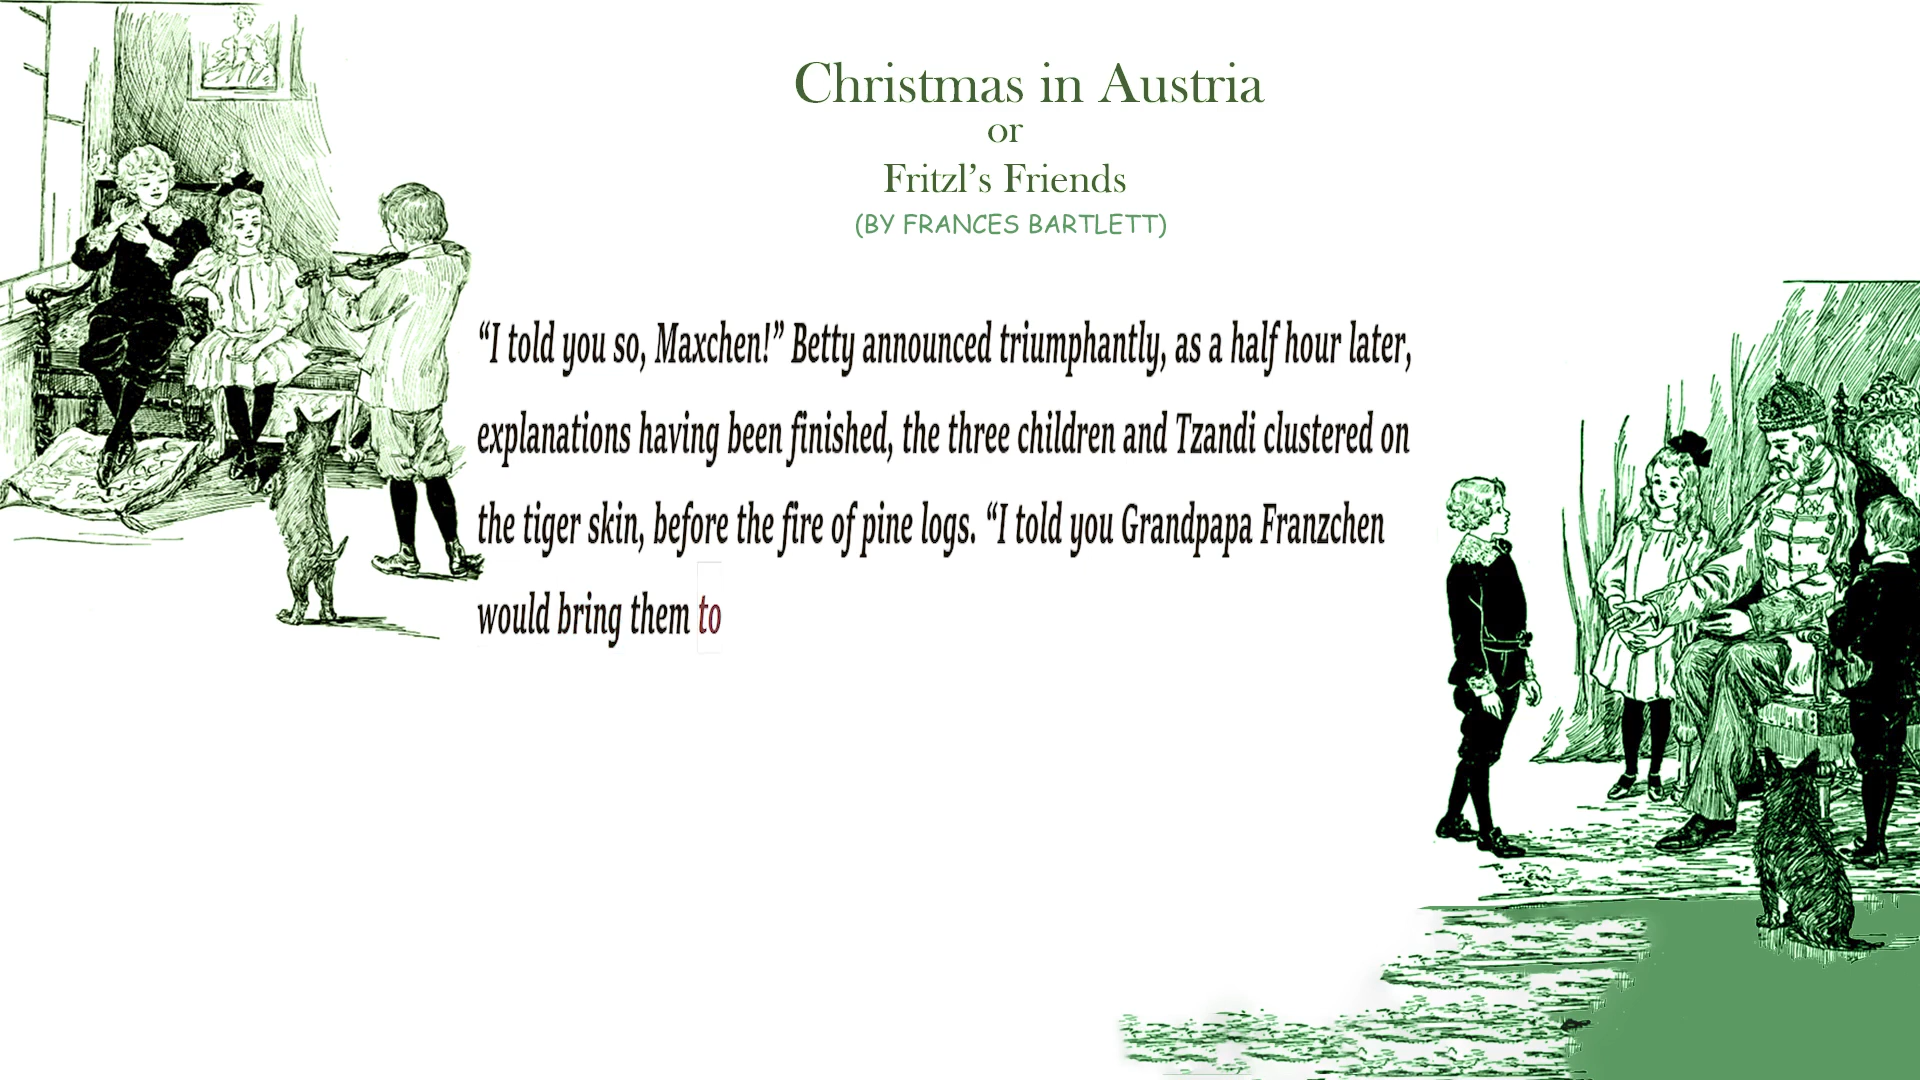 Christmas in Austria
or
Fritzl’s Friends
(BY FRANCES BARTLETT)
“I told you so, Maxchen!” Betty announced triumphantly, as a half hour later,
explanations having been finished, the three children and Tzandi clustered on
the tiger skin, before the fire of pine logs. “I told you Grandpapa Franzchen
would bring them to